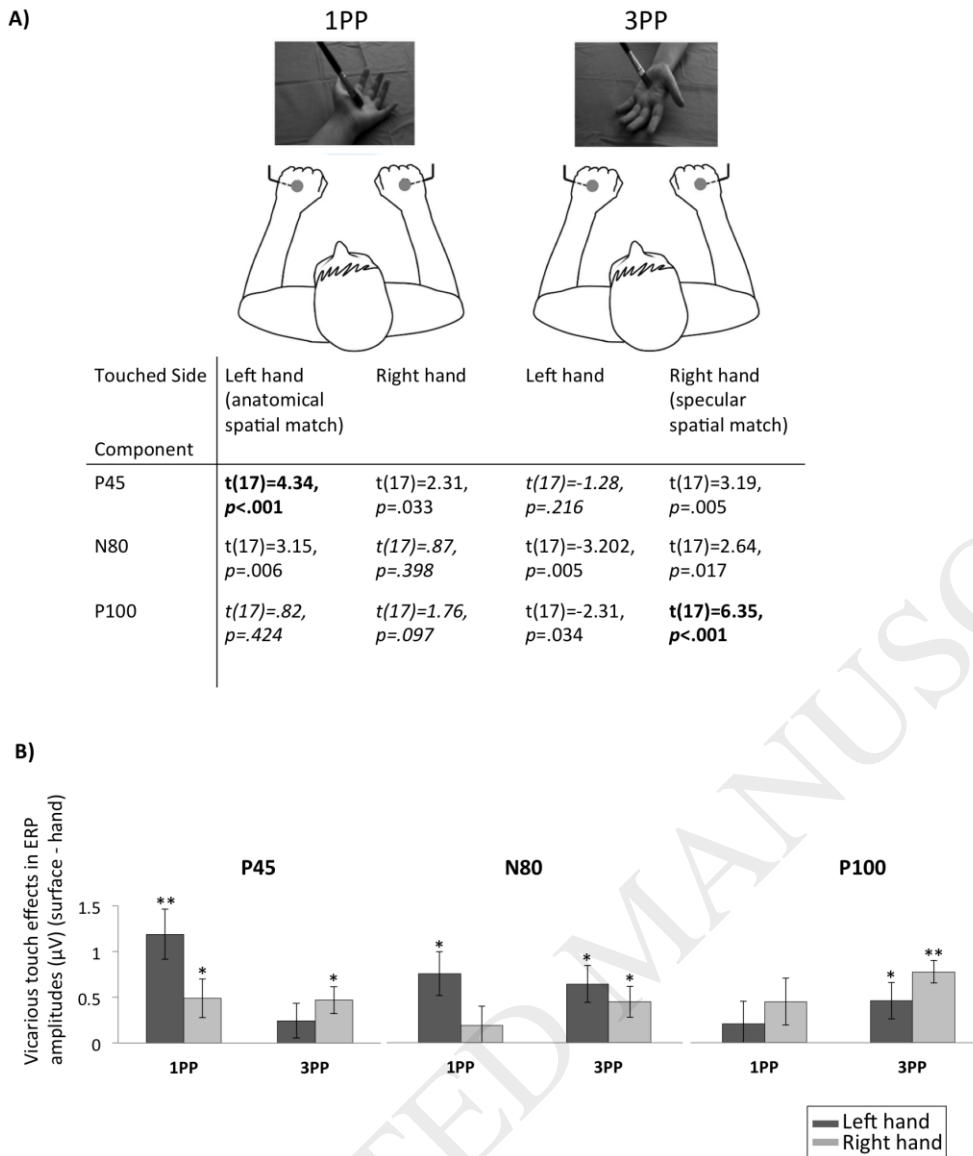 A)
1PP 3PP
Touched Side
Left hand
(anatomical
spatial match)
Right hand
Left hand
Right hand
(specular
spatial match)
Component
P45
t(17)=4.34,
p<.001
t(17)=2.31,
p=.033
t(17)=-1.28,
p=.216
t(17)=3.19,
p=.005
N80
t(17)=3.15,
p=.006
t(17)=.87,
p=.398
t(17)=-3.202,
p=.005
t(17)=2.64,
p=.017
P100
t(17)=.82,
p=.424
t(17)=1.76,
p=.097
t(17)=-2.31,
p=.034
t(17)=6.35,
p<.001
B)
Vicarious touch effects in ERP
amplitudes (μV) (surface - hand)
P45 N80 P100
1.5
1
0.5
0
** * *
* * *
* **
1PP 3PP 1PP 3PP 1PP 3PP
Left hand
Right hand
TED MANUSC